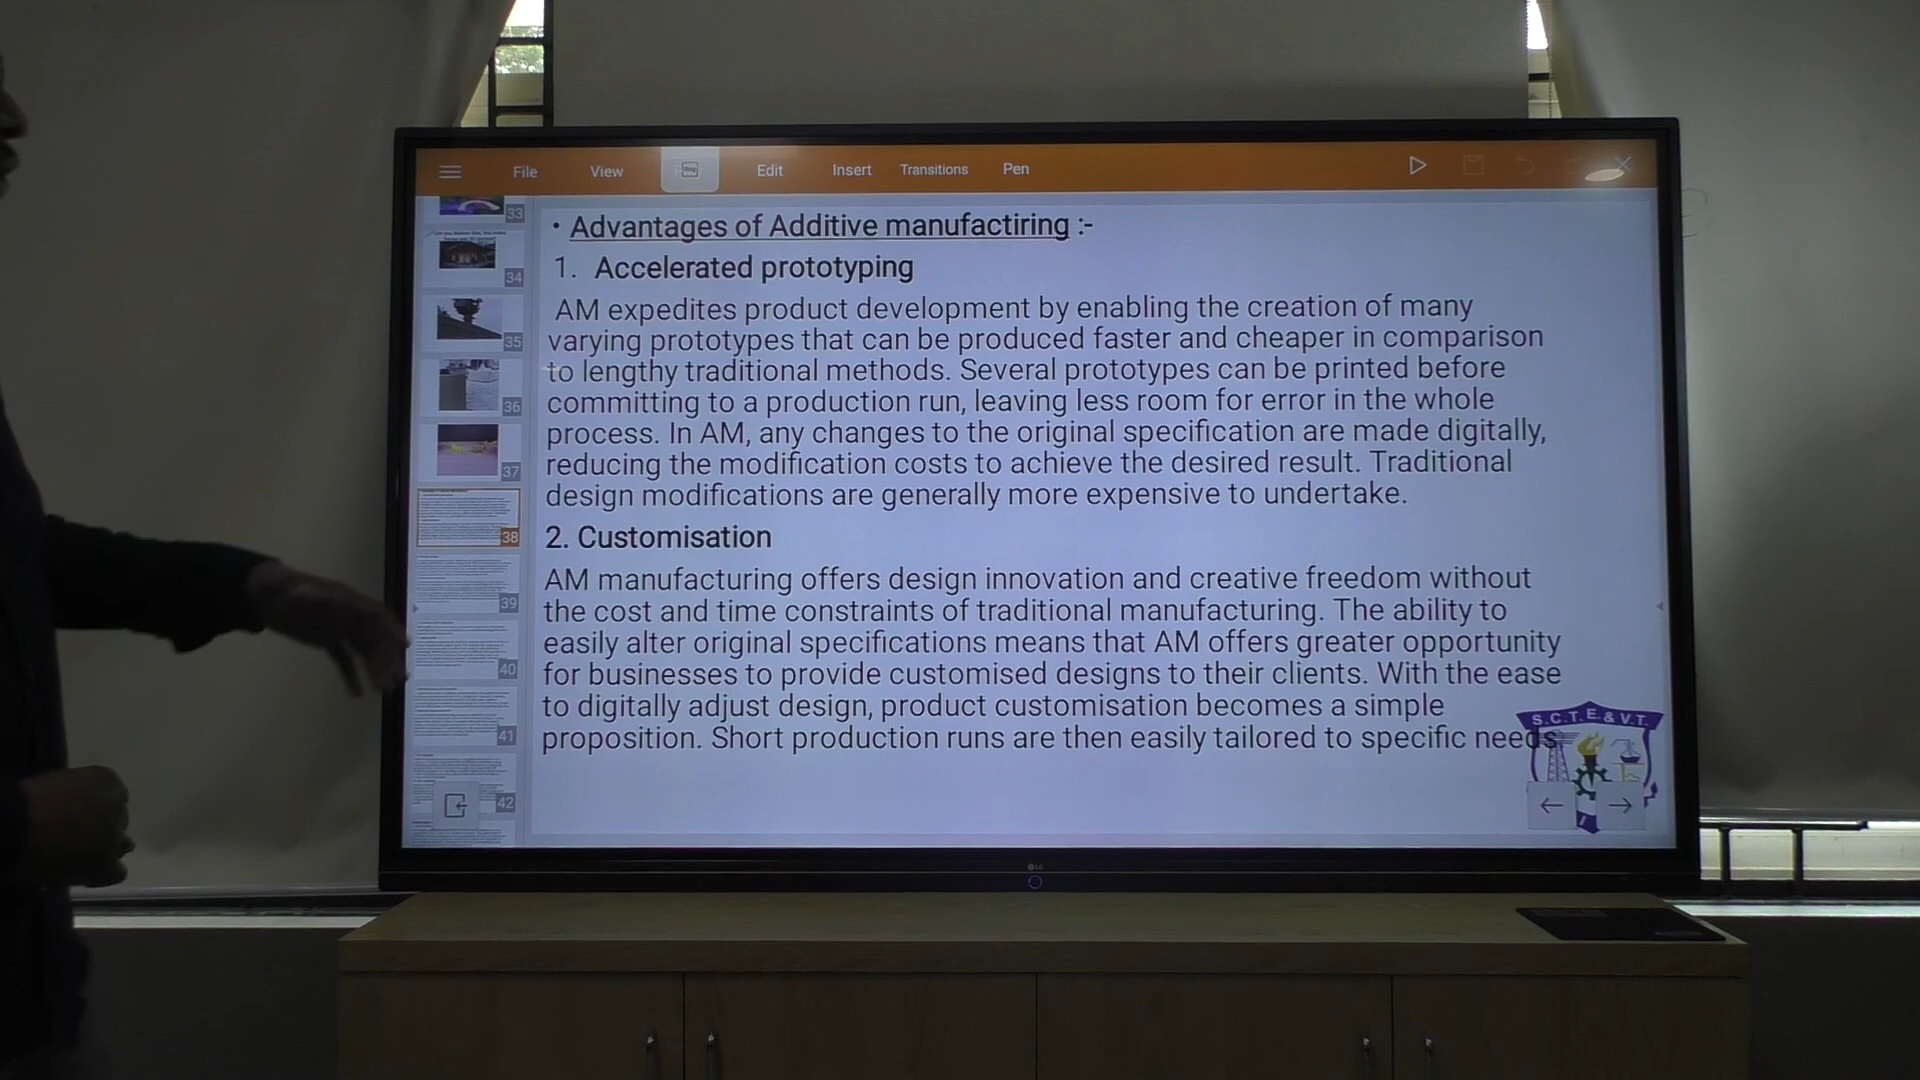 File View Edit Insert Transitions Pen
33
34
35
36
37
38
39
40
41
42
• Advantages of Additive manufactiring :-
1. Accelerated prototyping
AM expedites product development by enabling the creation of many
varying prototypes that can be produced faster and cheaper in comparison
to lengthy traditional methods. Several prototypes can be printed before
committing to a production run, leaving less room for error in the whole
process. In AM, any changes to the original specification are made digitally,
reducing the modification costs to achieve the desired result. Traditional
design modifications are generally more expensive to undertake.
2. Customisation
AM manufacturing offers design innovation and creative freedom without
the cost and time constraints of traditional manufacturing. The ability to
easily alter original specifications means that AM offers greater opportunity
for businesses to provide customised designs to their clients. With the ease
to digitally adjust design, product customisation becomes a simple
proposition. Short production runs are then easily tailored to specific needs
S.C.T.E.& V.T.
LG